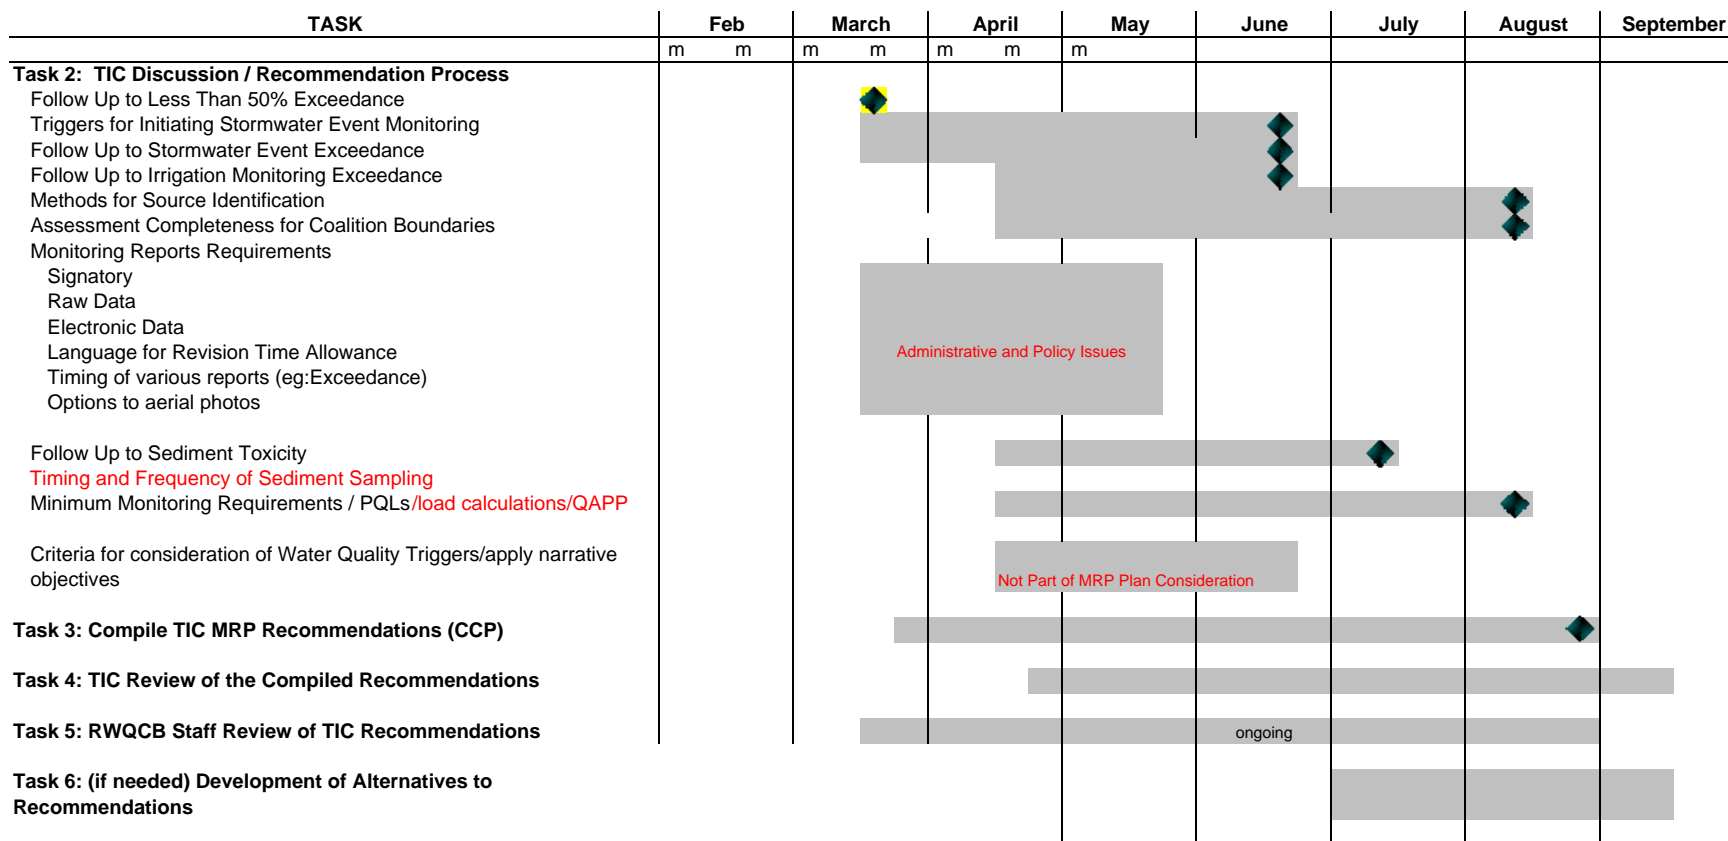 TASK Feb March April May June July August September
m m m m m m m
Task 2: TIC Discussion / Recommendation Process
Follow Up to Less Than 50% Exceedance
Triggers for Initiating Stormwater Event Monitoring
Follow Up to Stormwater Event Exceedance
Follow Up to Irrigation Monitoring Exceedance
Methods for Source Identification
Assessment Completeness for Coalition Boundaries
Monitoring Reports Requirements
Signatory
Raw Data
Electronic Data
Language for Revision Time Allowance Administrative and Policy Issues
Timing of various reports (eg:Exceedance)
Options to aerial photos
Follow Up to Sediment Toxicity
Timing and Frequency of Sediment Sampling
Minimum Monitoring Requirements / PQLs/load calculations/QAPP
Criteria for consideration of Water Quality Triggers/apply narrative
objectives Not Part of MRP Plan Consideration
Task 3: Compile TIC MRP Recommendations (CCP)
Task 4: TIC Review of the Compiled Recommendations
Task 5: RWQCB Staff Review of TIC Recommendations ongoing
Task 6: (if needed) Development of Alternatives to
Recommendations